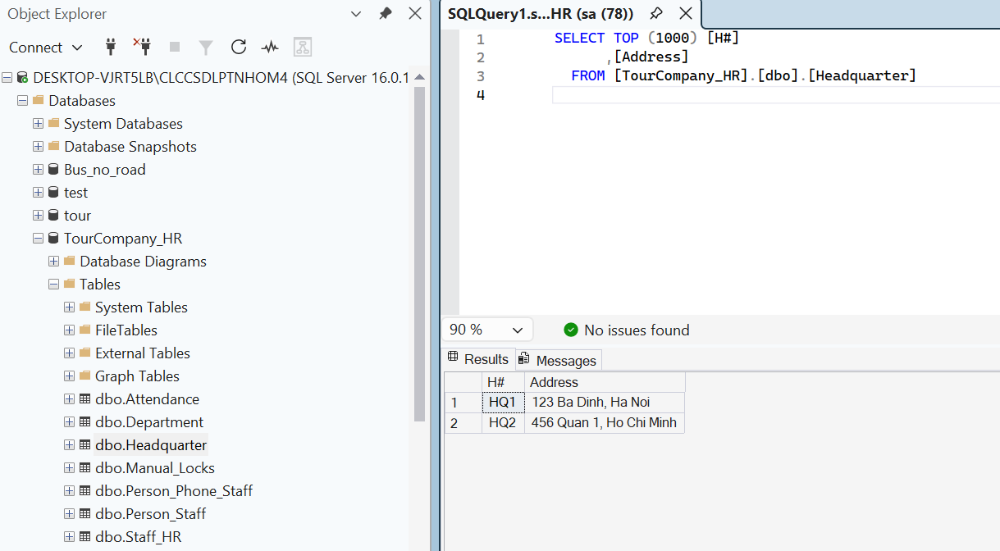 Object Explorer
Connect
DESKTOP-VJRT5LB\CLCCSDLPTNHOM4 (SQL Server 16.0.1
Databases
System Databases
Database Snapshots
Bus_no_road
test
tour
TourCompany_HR
Database Diagrams
Tables
System Tables
FileTables
External Tables
Graph Tables
dbo.Attendance
dbo.Department
dbo.Headquarter
dbo.Manual_Locks
dbo.Person_Phone_Staff
dbo.Person_Staff
dbo.Staff_HR
SQLQuery1.s...HR (sa (78))
1 SELECT TOP (1000) [H#]
2 ,[Address]
3 FROM [TourCompany_HR].[dbo].[Headquarter]
4
90 % No issues found
Results Messages
H# Address
1 HQ1 123 Ba Dinh, Ha Noi
2 HQ2 456 Quan 1, Ho Chi Minh